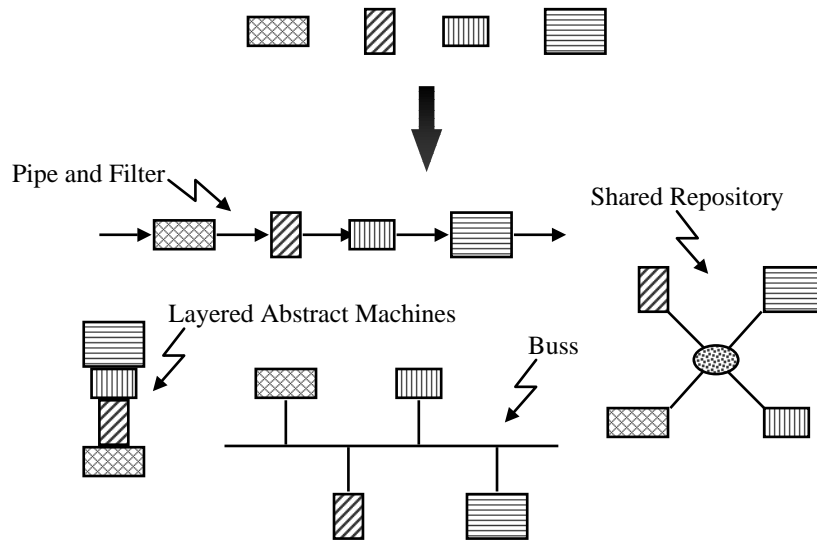 Pipe and Filter
Shared Repository
Layered Abstract Machines
Buss